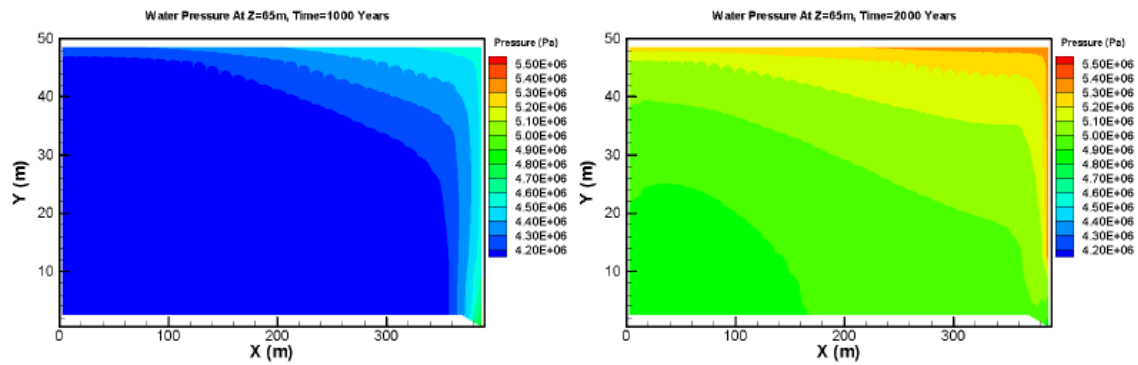 Water Pressure At Z=65m, Time=1000 Years
Y (m)
50
40
30
20
10
0
100
200
300
X (m)
Pressure (Pa)
5.50E+06
5.40E+06
5.30E+06
5.20E+06
5.10E+06
5.00E+06
4.90E+06
4.80E+06
4.70E+06
4.60E+06
4.50E+06
4.40E+06
4.30E+06
4.20E+06
Water Pressure At Z=65m, Time=2000 Years
Y (m)
50
40
30
20
10
0
100
200
300
X (m)
Pressure (Pa)
5.50E+06
5.40E+06
5.30E+06
5.20E+06
5.10E+06
5.00E+06
4.90E+06
4.80E+06
4.70E+06
4.60E+06
4.50E+06
4.40E+06
4.30E+06
4.20E+06